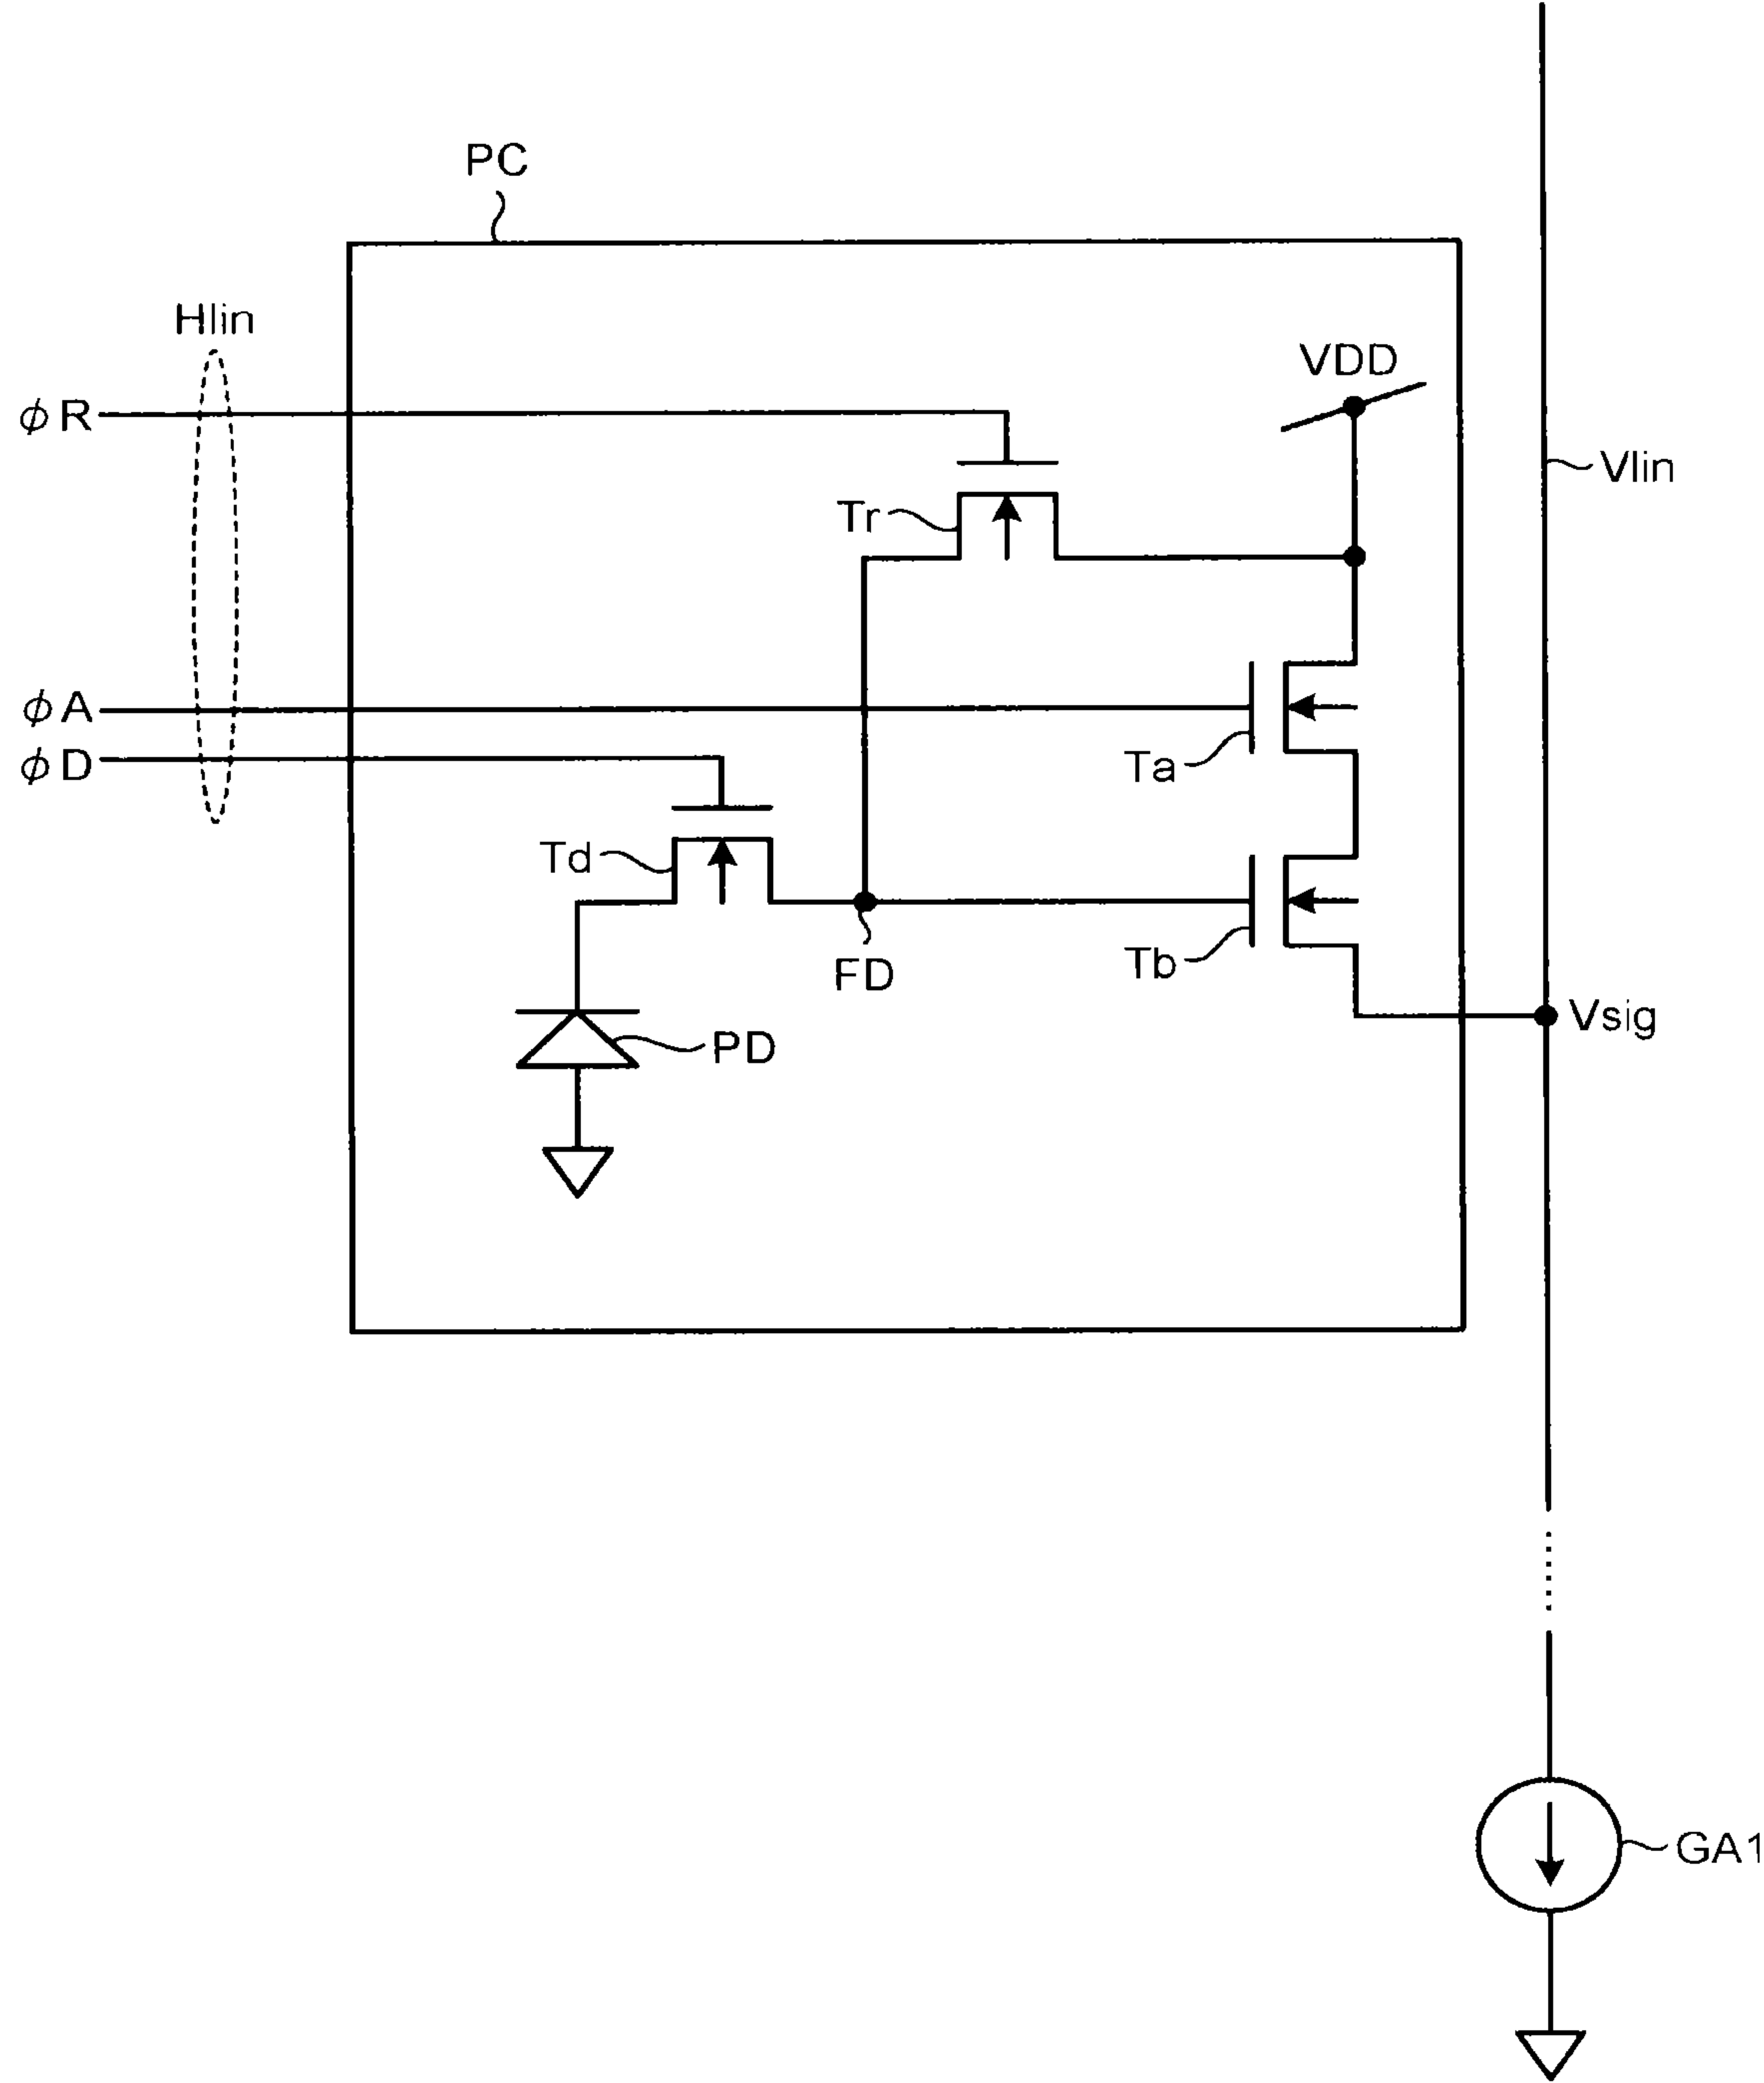 PC
Hlin
VDD
ϕR
Vlin
Tr
ϕA
ϕD
Ta
Td
Tb
FD
Vsig
PD
GA1